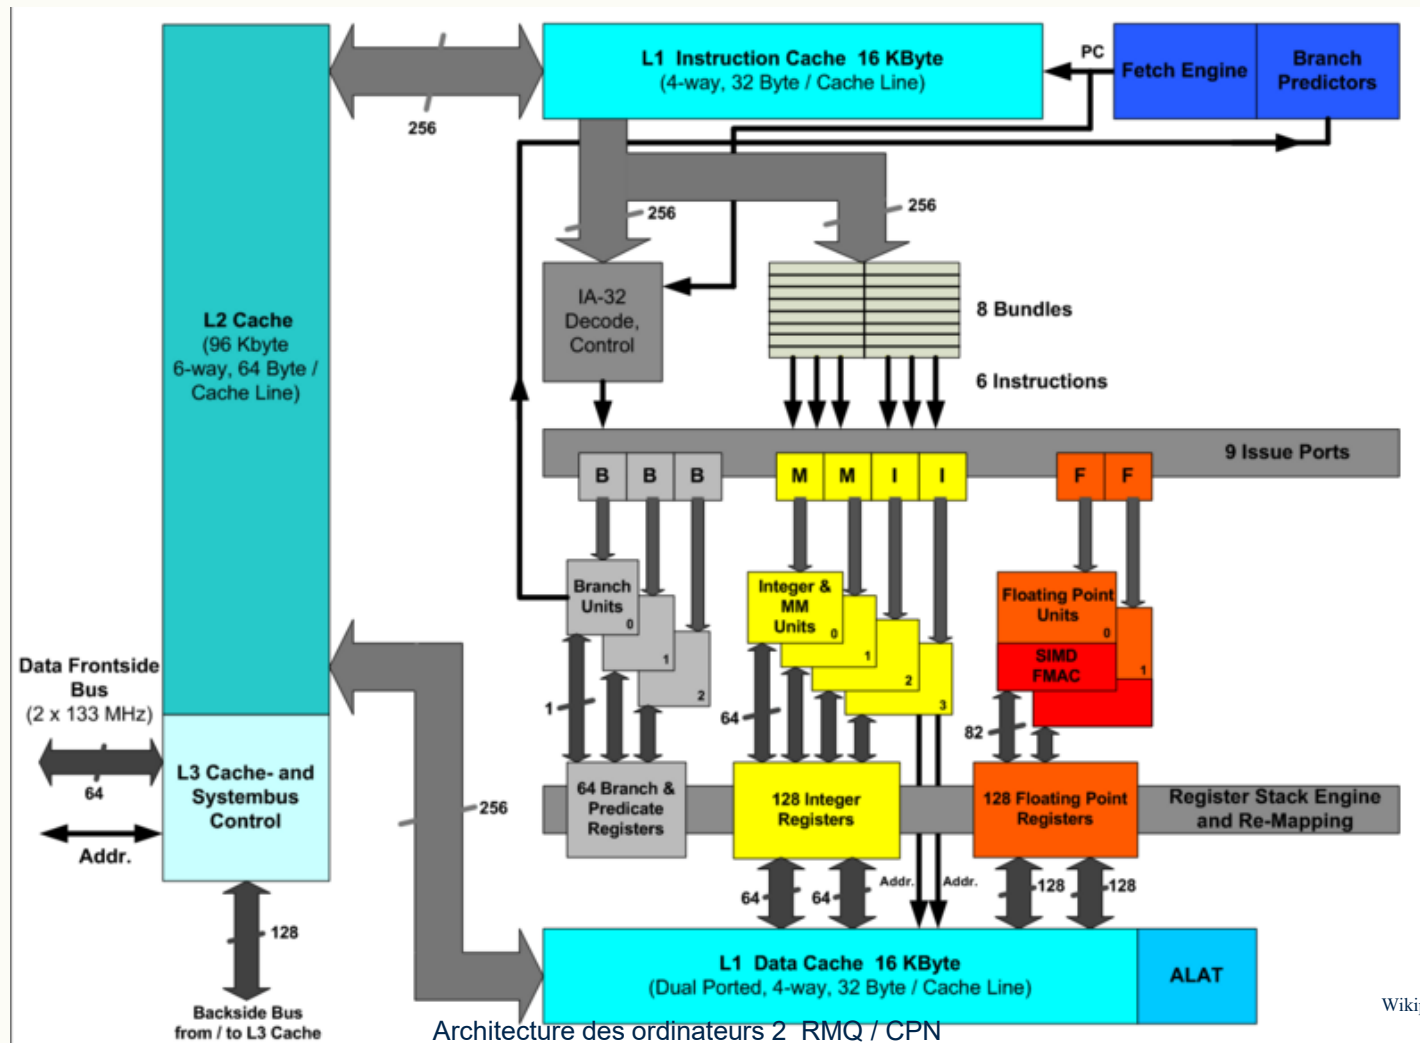 L1 Instruction Cache 16 KByte
(4-way, 32 Byte / Cache Line)
PC
Fetch Engine
Branch
Predictors
256
256
256
IA-32
Decode,
Control
8 Bundles
6 Instructions
L2 Cache
(96 Kbyte
6-way, 64 Byte /
Cache Line)
9 Issue Ports
B
B
B
M
M
I
I
F
F
Branch
Units
0
1
2
Integer &
MM
Units
0
1
2
3
Floating Point
Units
0
SIMD
FMAC
1
Data Frontside
Bus
(2 x 133 MHz)
64
Addr.
L3 Cache- and
Systembus
Control
1
64
82
256
64 Branch &
Predicate
Registers
128 Integer
Registers
128 Floating Point
Registers
Register Stack Engine
and Re-Mapping
64
64
Addr.
Addr.
128
128
128
Backside Bus
from / to L3 Cache
L1 Data Cache 16 KByte
(Dual Ported, 4-way, 32 Byte / Cache Line)
ALAT
Architecture des ordinateurs 2 RMQ / CPN